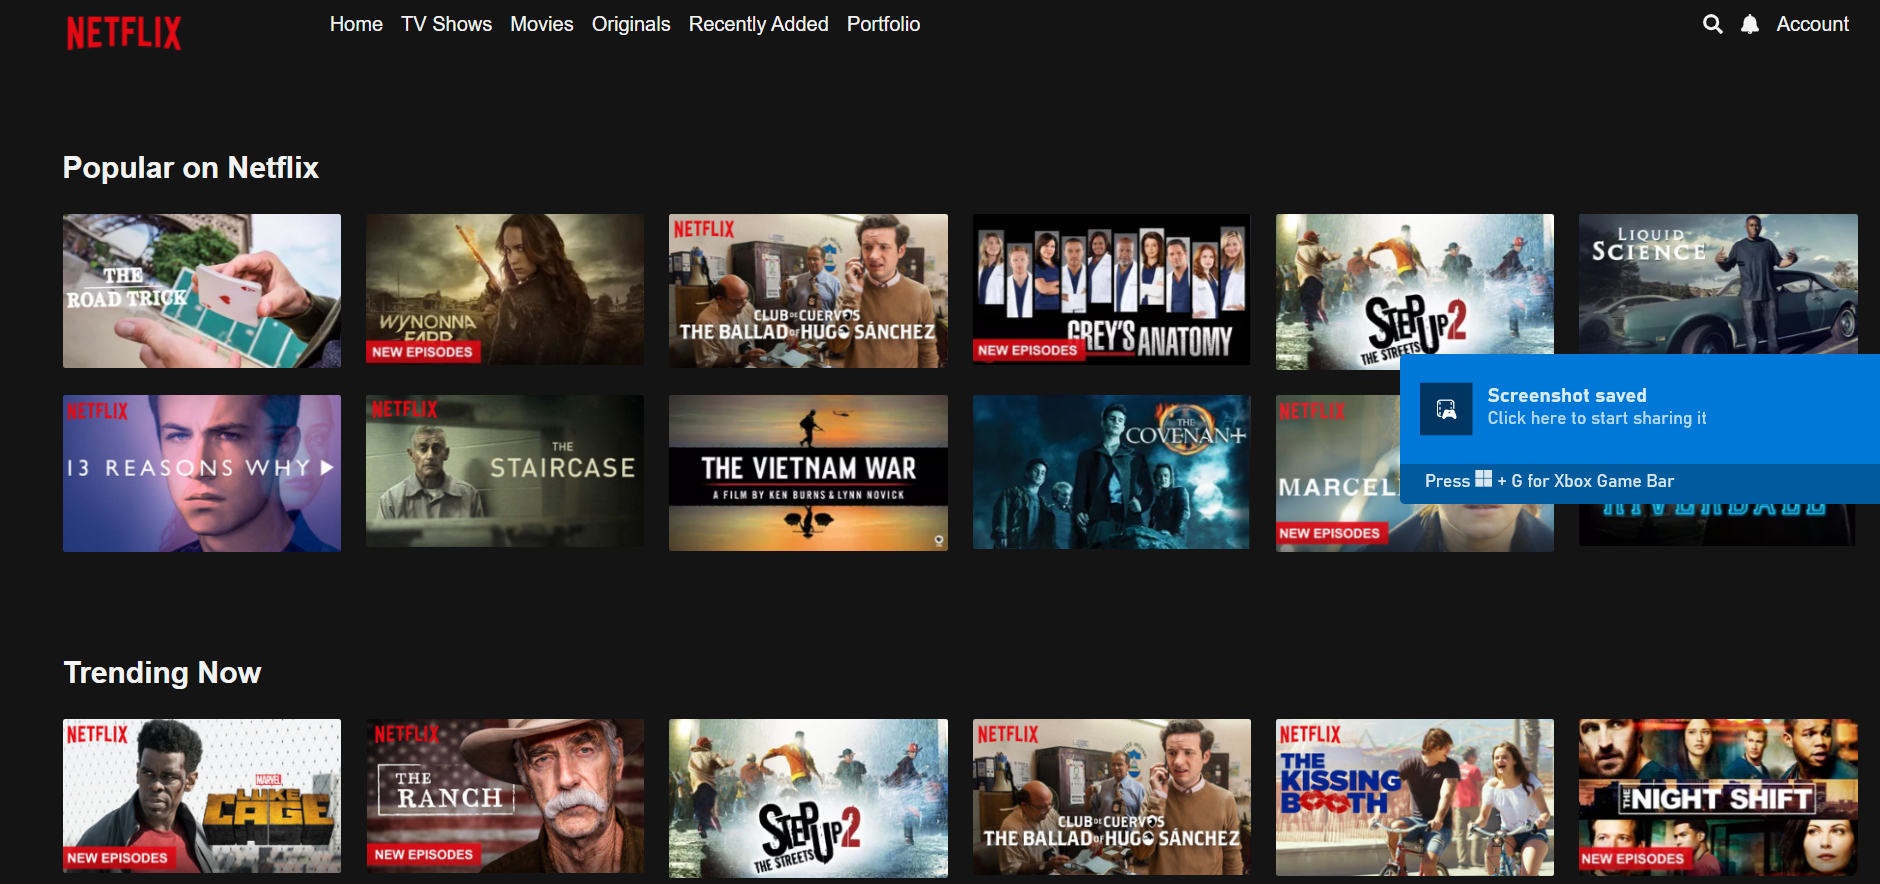 NETFLIX
Home TV Shows Movies Originals Recently Added Portfolio
Account
Popular on Netflix
THE
ROAD TRICK
WYNONNA
EARP
NEW EPISODES
NETFLIX
CLUB DE CUERVOS
THE BALLAD OF HUGO SÁNCHEZ
GREY'S ANATOMY
NEW EPISODES
STEP UP 2
THE STREETS
LIQUID
SCIENCE
NETFLIX
13 REASONS WHY
NETFLIX
THE
STAIRCASE
THE VIETNAM WAR
A FILM BY KEN BURNS & LYNN NOVICK
THE
COVENANT
NETFLIX
MARCEL
NEW EPISODES
RIVERDALE
Screenshot saved
Click here to start sharing it
Press + G for Xbox Game Bar
Trending Now
NETFLIX
MARVEL
LUKE
CAGE
NEW EPISODES
NETFLIX
THE
RANCH
NEW EPISODES
STEP UP 2
THE STREETS
NETFLIX
CLUB DE CUERVOS
THE BALLAD OF HUGO SÁNCHEZ
NETFLIX
THE
KISSING
BOOTH
THE NIGHT SHIFT
NEW EPISODES